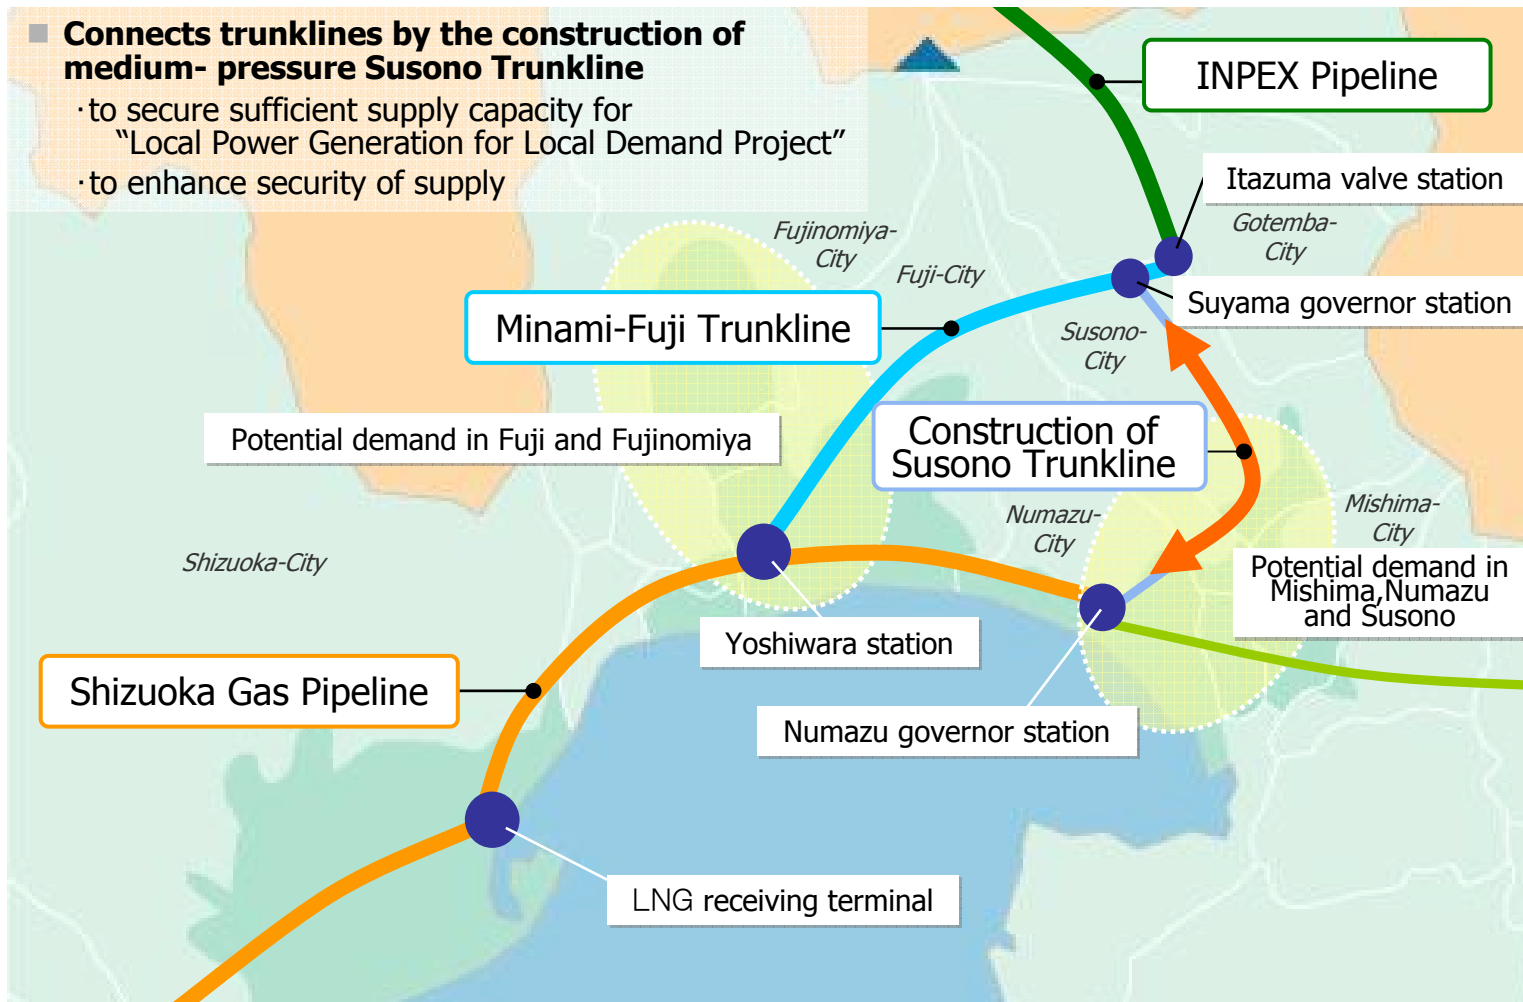 Connects trunklines by the construction of
medium- pressure Susono Trunkline
・to secure sufficient supply capacity for
“Local Power Generation for Local Demand Project”
・to enhance security of supply
INPEX Pipeline
Itazuma valve station
Gotemba-
City
Fujinomiya-
City
Fuji-City
Suyama governor station
Minami-Fuji Trunkline
Susono-
City
Potential demand in Fuji and Fujinomiya
Construction of
Susono Trunkline
Numazu-
City
Mishima-
City
Shizuoka-City
Potential demand in
Mishima,Numazu
and Susono
Yoshiwara station
Shizuoka Gas Pipeline
Numazu governor station
LNG receiving terminal